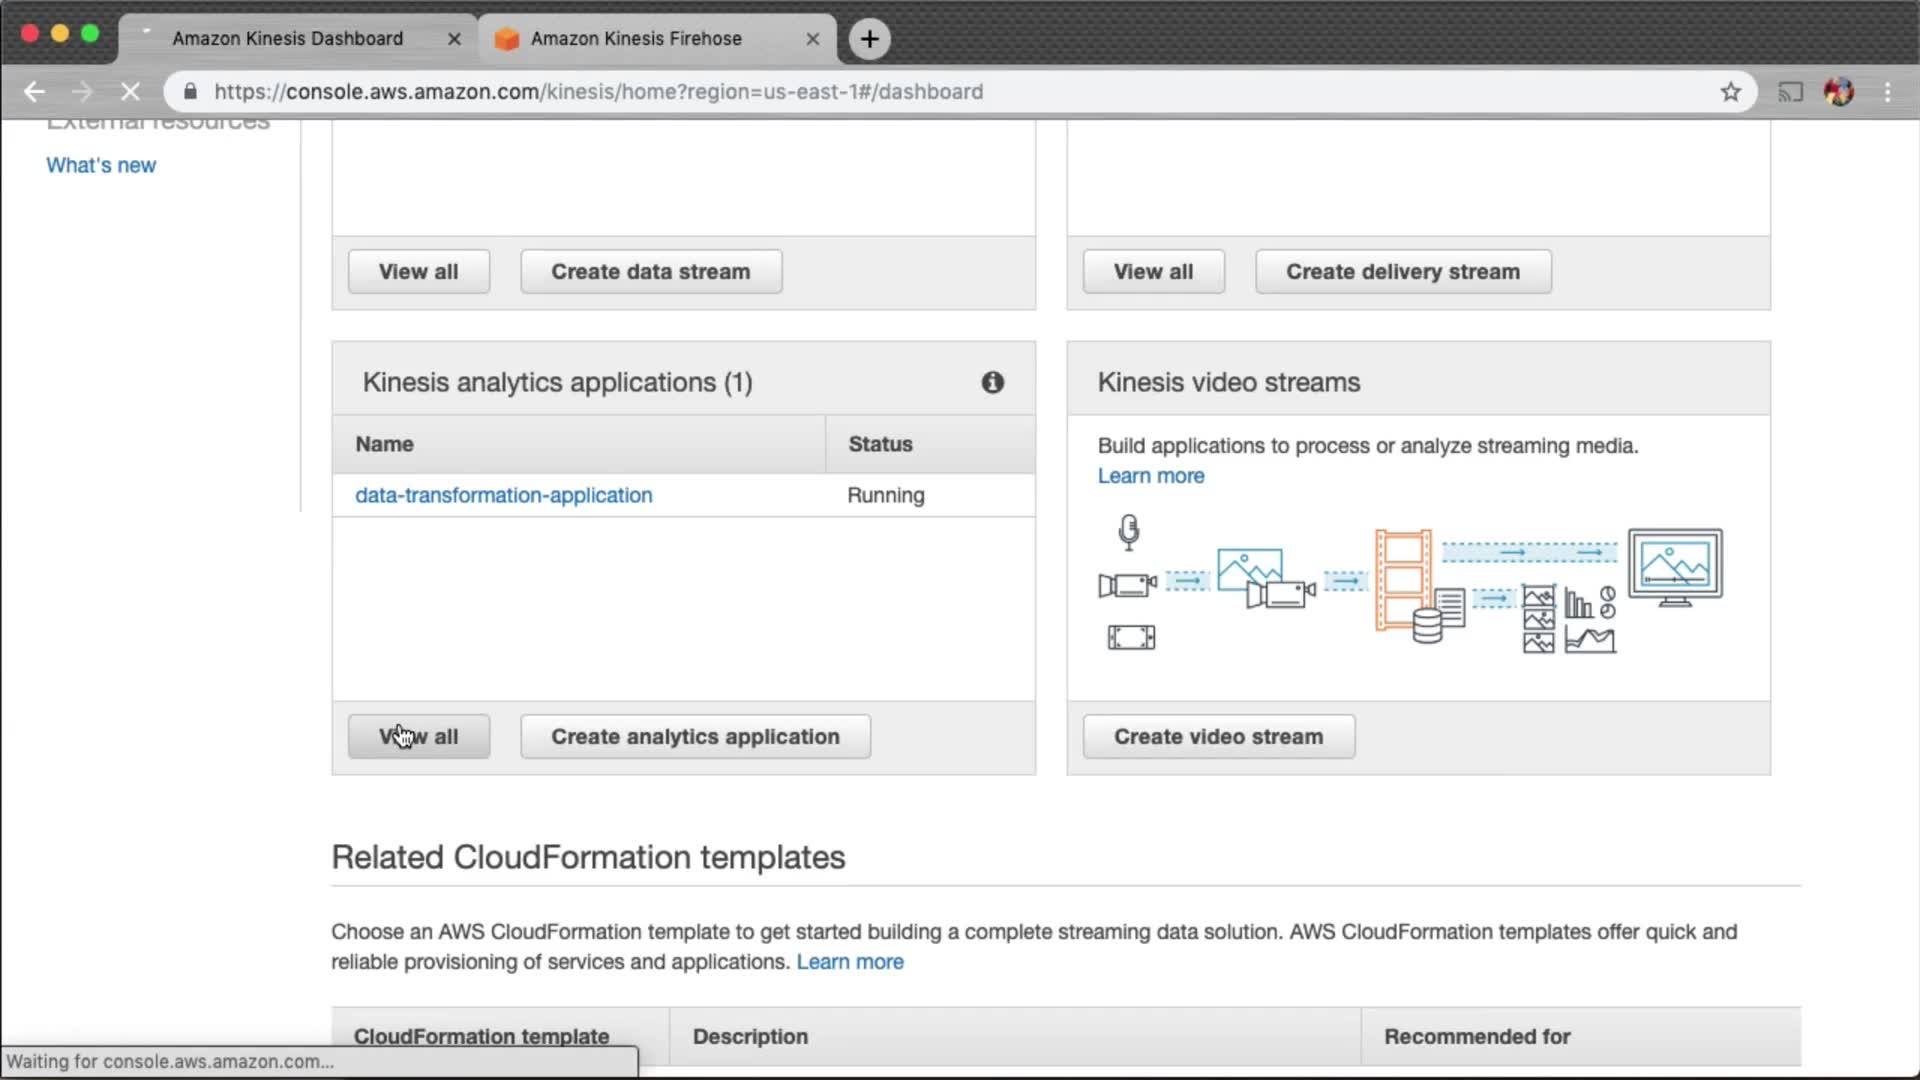 Amazon Kinesis Dashboard
Amazon Kinesis Firehose
https://console.aws.amazon.com/kinesis/home?region=us-east-1#/dashboard
External resources
What's new
View all
Create data stream
View all
Create delivery stream
Kinesis analytics applications (1)
Name
Status
data-transformation-application
Running
View all
Create analytics application
Kinesis video streams
Build applications to process or analyze streaming media.
Learn more
Create video stream
Related CloudFormation templates
Choose an AWS CloudFormation template to get started building a complete streaming data solution. AWS CloudFormation templates offer quick and
reliable provisioning of services and applications. Learn more
CloudFormation template
Description
Recommended for
Waiting for console.aws.amazon.com...